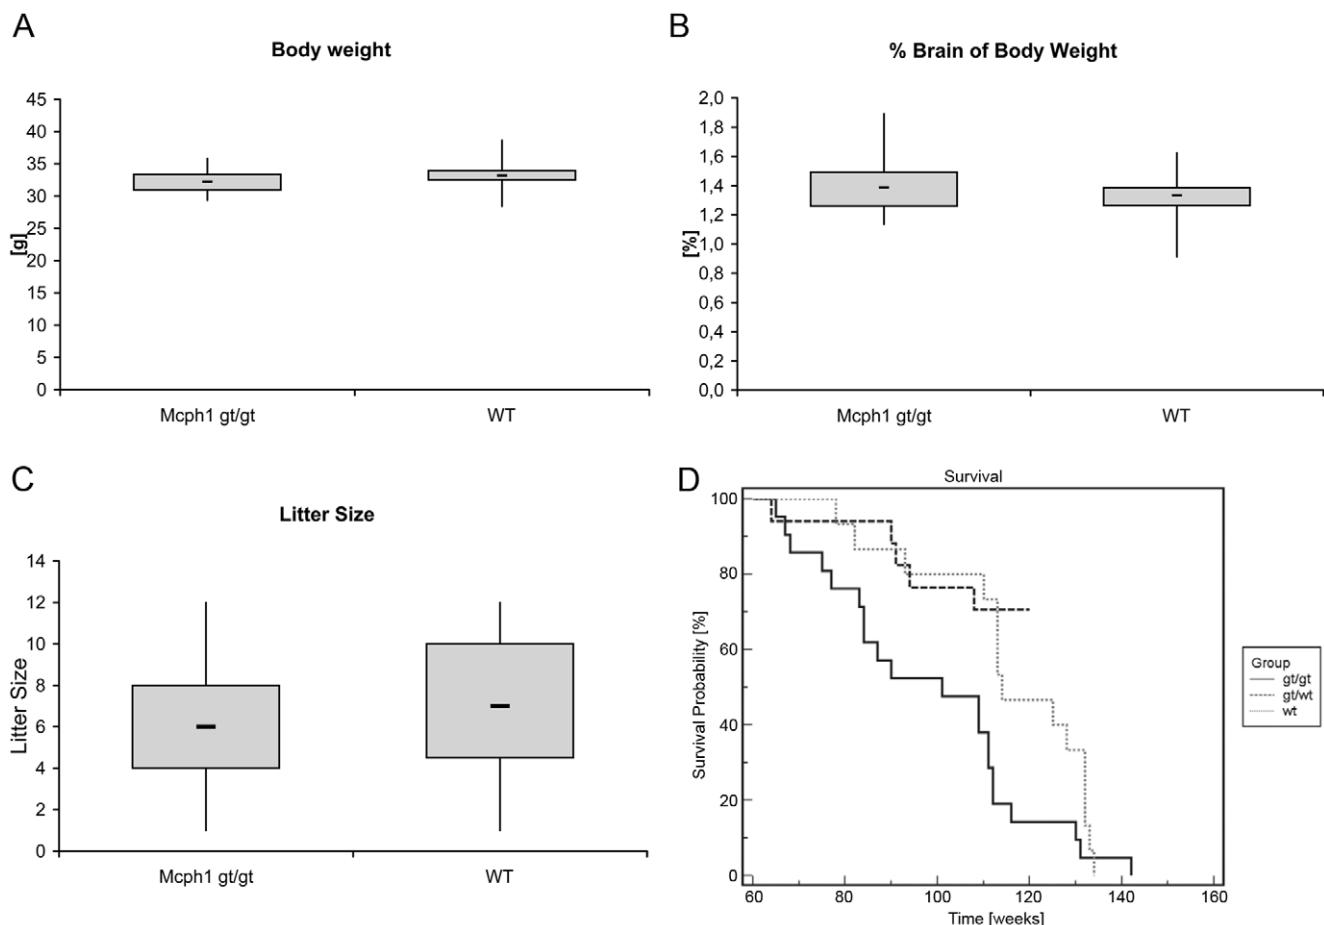 A
Body weight
[g]
45
40
35
30
25
20
15
10
5
0
Mcph1 gt/gt
WT
B
% Brain of Body Weight
[%]
2,0
1,8
1,6
1,4
1,2
1,0
0,8
0,6
0,4
0,2
0,0
Mcph1 gt/gt
WT
C
Litter Size
Litter Size
14
12
10
8
6
4
2
0
Mcph1 gt/gt
WT
D
Survival
Survival Probability [%]
100
80
60
40
20
0
60
80
100
120
140
160
Time [weeks]
Group
gt/gt
gt/wt
wt